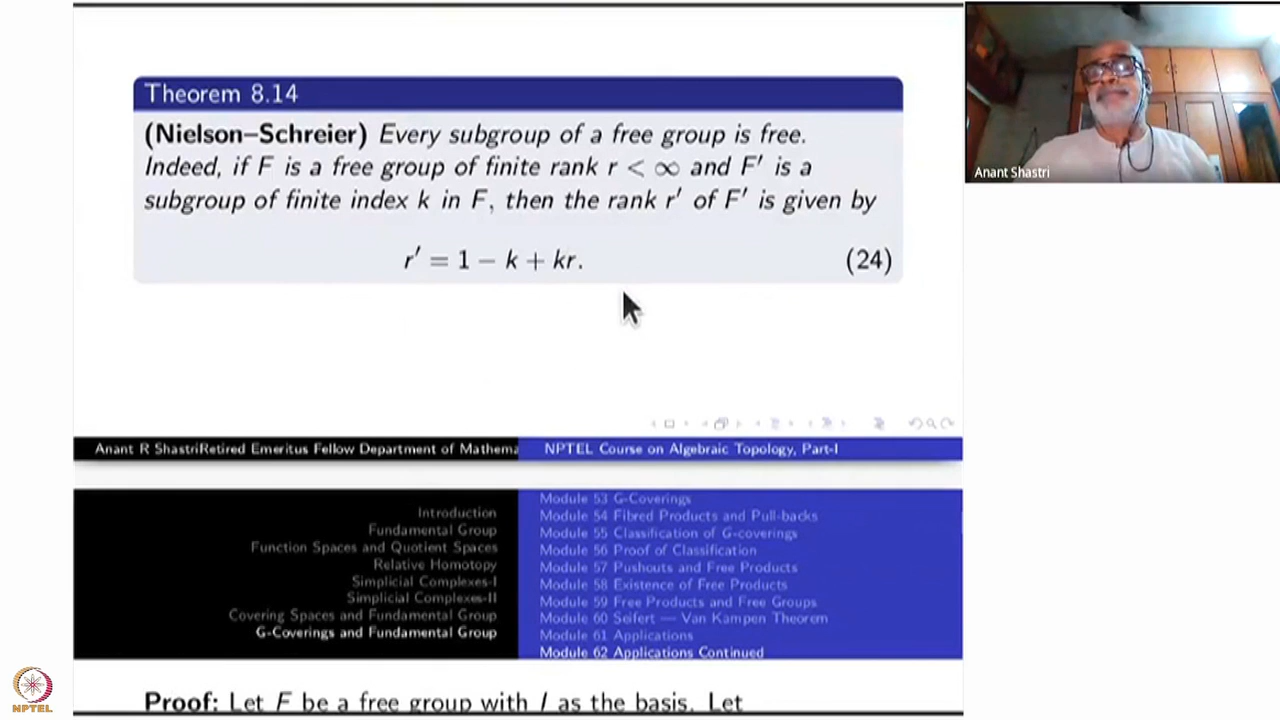 Theorem 8.14
(Nielson–Schreier) Every subgroup of a free group is free.
Indeed, if F is a free group of finite rank r < ∞ and F′ is a
subgroup of finite index k in F, then the rank r′ of F′ is given by
r′ = 1 − k + kr. (24)
Anant Shastri
Anant R ShastriRetired Emeritus Fellow Department of Mathema
NPTEL Course on Algebraic Topology, Part-I
Introduction
Fundamental Group
Function Spaces and Quotient Spaces
Relative Homotopy
Simplicial Complexes-I
Simplicial Complexes-II
Covering Spaces and Fundamental Group
G-Coverings and Fundamental Group
Module 53 G-Coverings
Module 54 Fibred Products and Pull-backs
Module 55 Classification of G-coverings
Module 56 Proof of Classification
Module 57 Pushouts and Free Products
Module 58 Existence of Free Products
Module 59 Free Products and Free Groups
Module 60 Seifert — Van Kampen Theorem
Module 61 Applications
Module 62 Applications Continued
Proof: Let F be a free group with I as the basis. Let
NPTEL